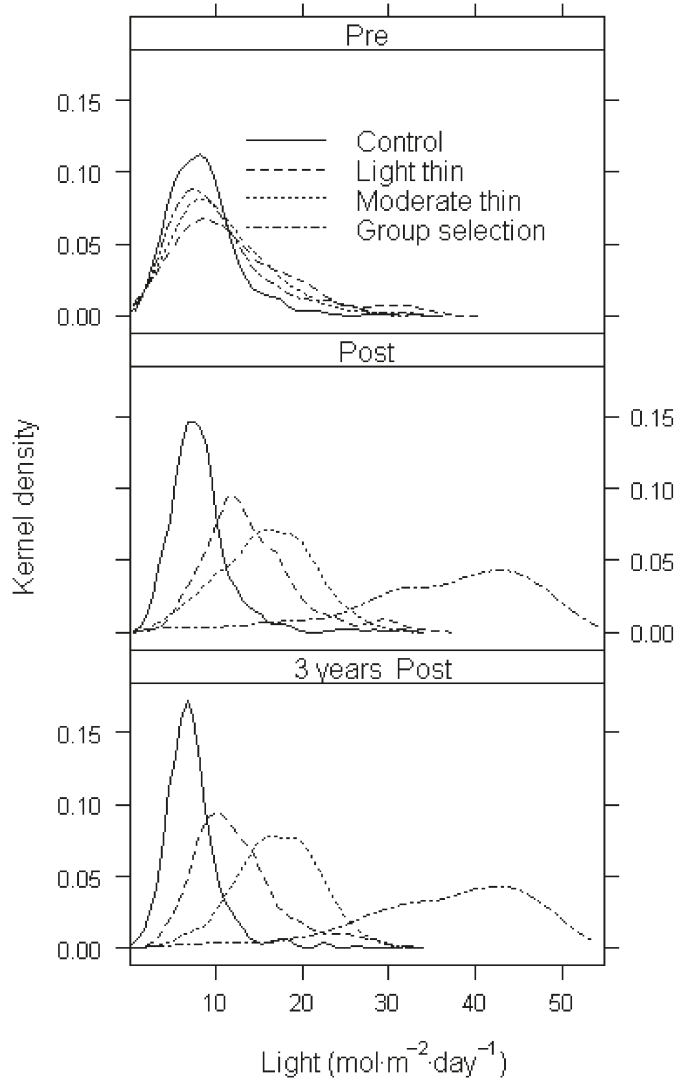 Pre
0.15
0.10
0.05
0.00
Control
Light thin
Moderate thin
Group selection
Post
0.15
0.10
0.05
0.00
Kernel density
3 years Post
0.15
0.10
0.05
0.00
10 20 30 40 50
Light (mol·m⁻²·day⁻¹)